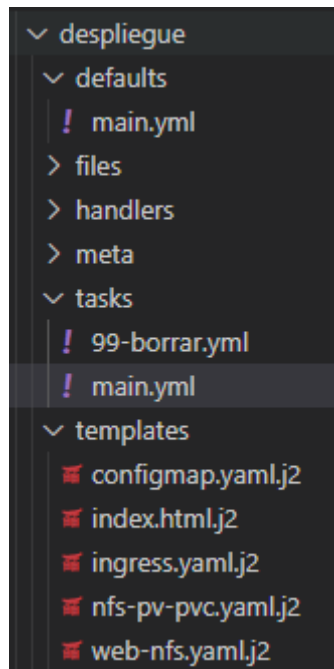 despliegue
defaults
! main.yml
files
handlers
meta
tasks
! 99-borrar.yml
! main.yml
templates
configmap.yaml.j2
index.html.j2
ingress.yaml.j2
nfs-pv-pvc.yaml.j2
web-nfs.yaml.j2